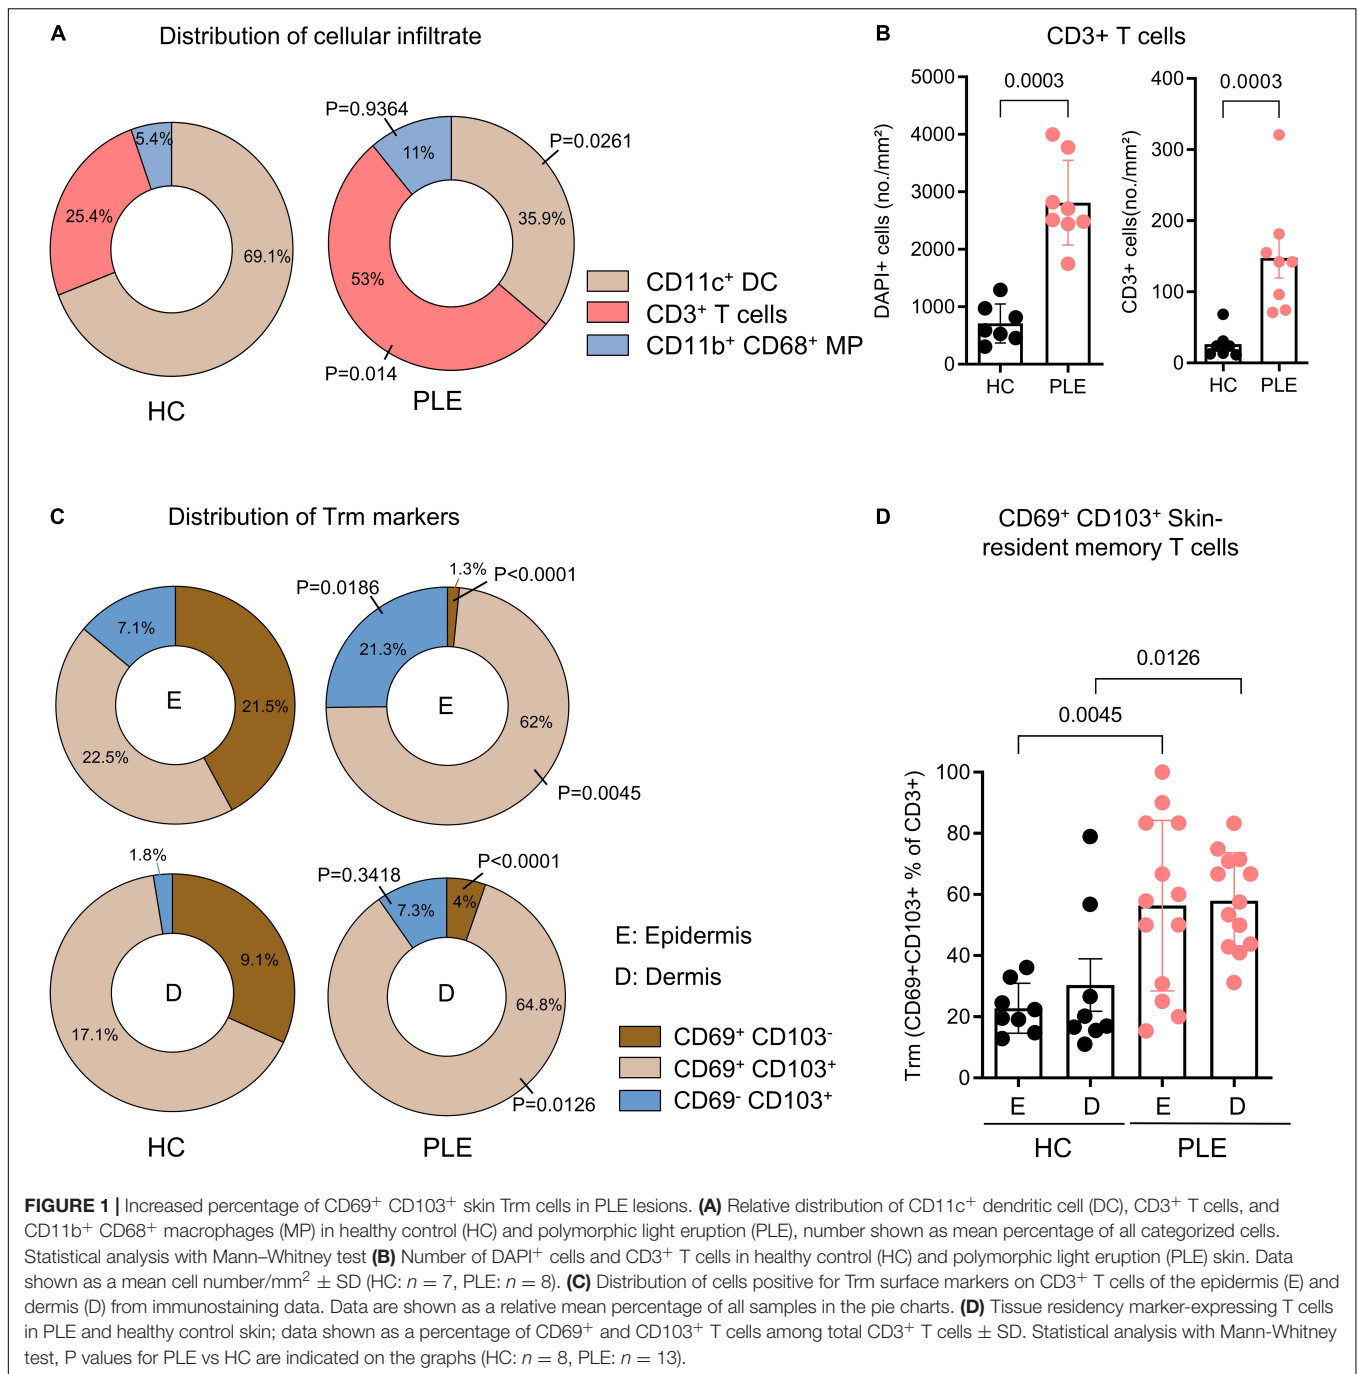 A
Distribution of cellular infiltrate
5.4%
25.4%
69.1%
HC
P=0.9364
P=0.0261
11%
35.9%
53%
P=0.014
PLE
CD11c⁺ DC
CD3⁺ T cells
CD11b⁺ CD68⁺ MP
B
CD3+ T cells
0.0003
5000
4000
3000
2000
1000
0
DAPI+ cells (no./mm²)
HC
PLE
0.0003
400
300
200
100
0
CD3+ cells(no./mm²)
HC
PLE
C
Distribution of Trm markers
7.1%
21.5%
22.5%
E
P=0.0186
1.3%
P<0.0001
21.3%
E
62%
P=0.0045
1.8%
9.1%
D
17.1%
HC
P=0.3418
P<0.0001
7.3%
4%
D
64.8%
P=0.0126
PLE
E: Epidermis
D: Dermis
CD69⁺ CD103⁻
CD69⁺ CD103⁺
CD69⁻ CD103⁺
D
CD69⁺ CD103⁺ Skin-
resident memory T cells
0.0126
0.0045
100
80
60
40
20
0
Trm (CD69+CD103+ % of CD3+)
E
D
E
D
HC
PLE
FIGURE 1 | Increased percentage of CD69⁺ CD103⁺ skin Trm cells in PLE lesions. (A) Relative distribution of CD11c⁺ dendritic cell (DC), CD3⁺ T cells, and
CD11b⁺ CD68⁺ macrophages (MP) in healthy control (HC) and polymorphic light eruption (PLE), number shown as mean percentage of all categorized cells.
Statistical analysis with Mann–Whitney test (B) Number of DAPI⁺ cells and CD3⁺ T cells in healthy control (HC) and polymorphic light eruption (PLE) skin. Data
shown as a mean cell number/mm² ± SD (HC: n = 7, PLE: n = 8). (C) Distribution of cells positive for Trm surface markers on CD3⁺ T cells of the epidermis (E) and
dermis (D) from immunostaining data. Data are shown as a relative mean percentage of all samples in the pie charts. (D) Tissue residency marker-expressing T cells
in PLE and healthy control skin; data shown as a percentage of CD69⁺ and CD103⁺ T cells among total CD3⁺ T cells ± SD. Statistical analysis with Mann-Whitney
test, P values for PLE vs HC are indicated on the graphs (HC: n = 8, PLE: n = 13).